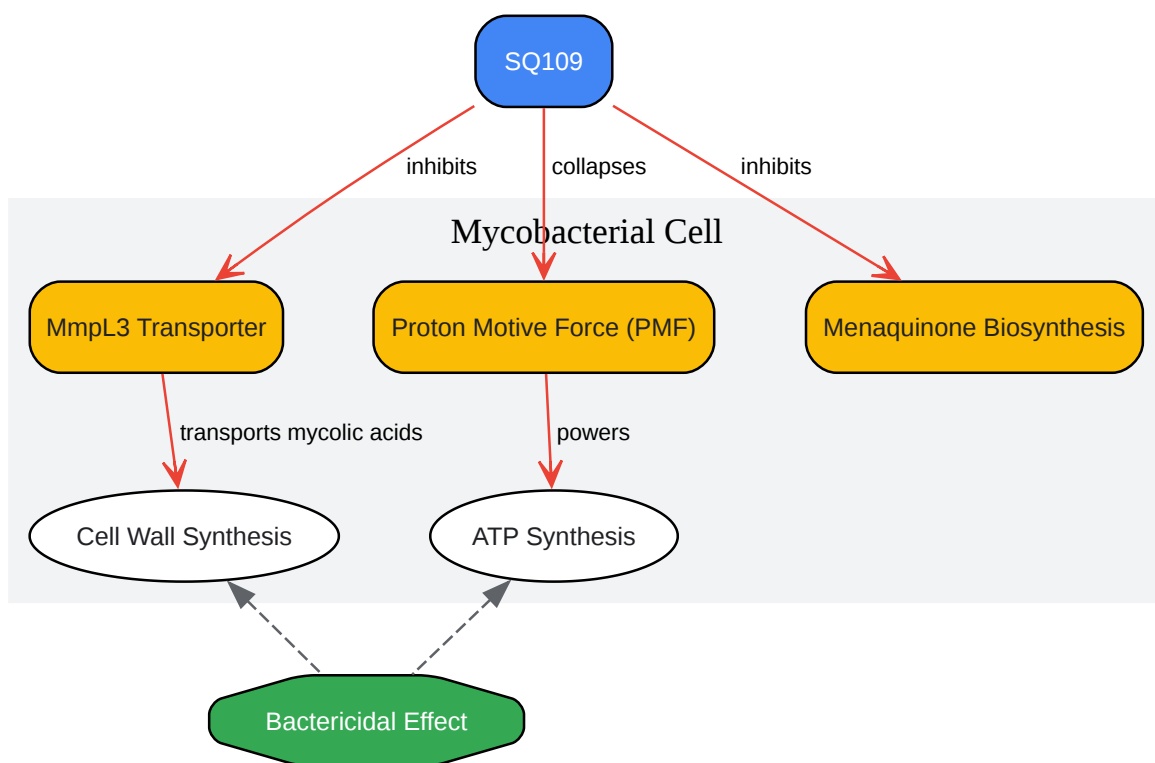 SQ109
inhibits
collapses
inhibits
Mycobacterial Cell
MmpL3 Transporter
Proton Motive Force (PMF)
Menaquinone Biosynthesis
transports mycolic acids
powers
Cell Wall Synthesis
ATP Synthesis
Bactericidal Effect